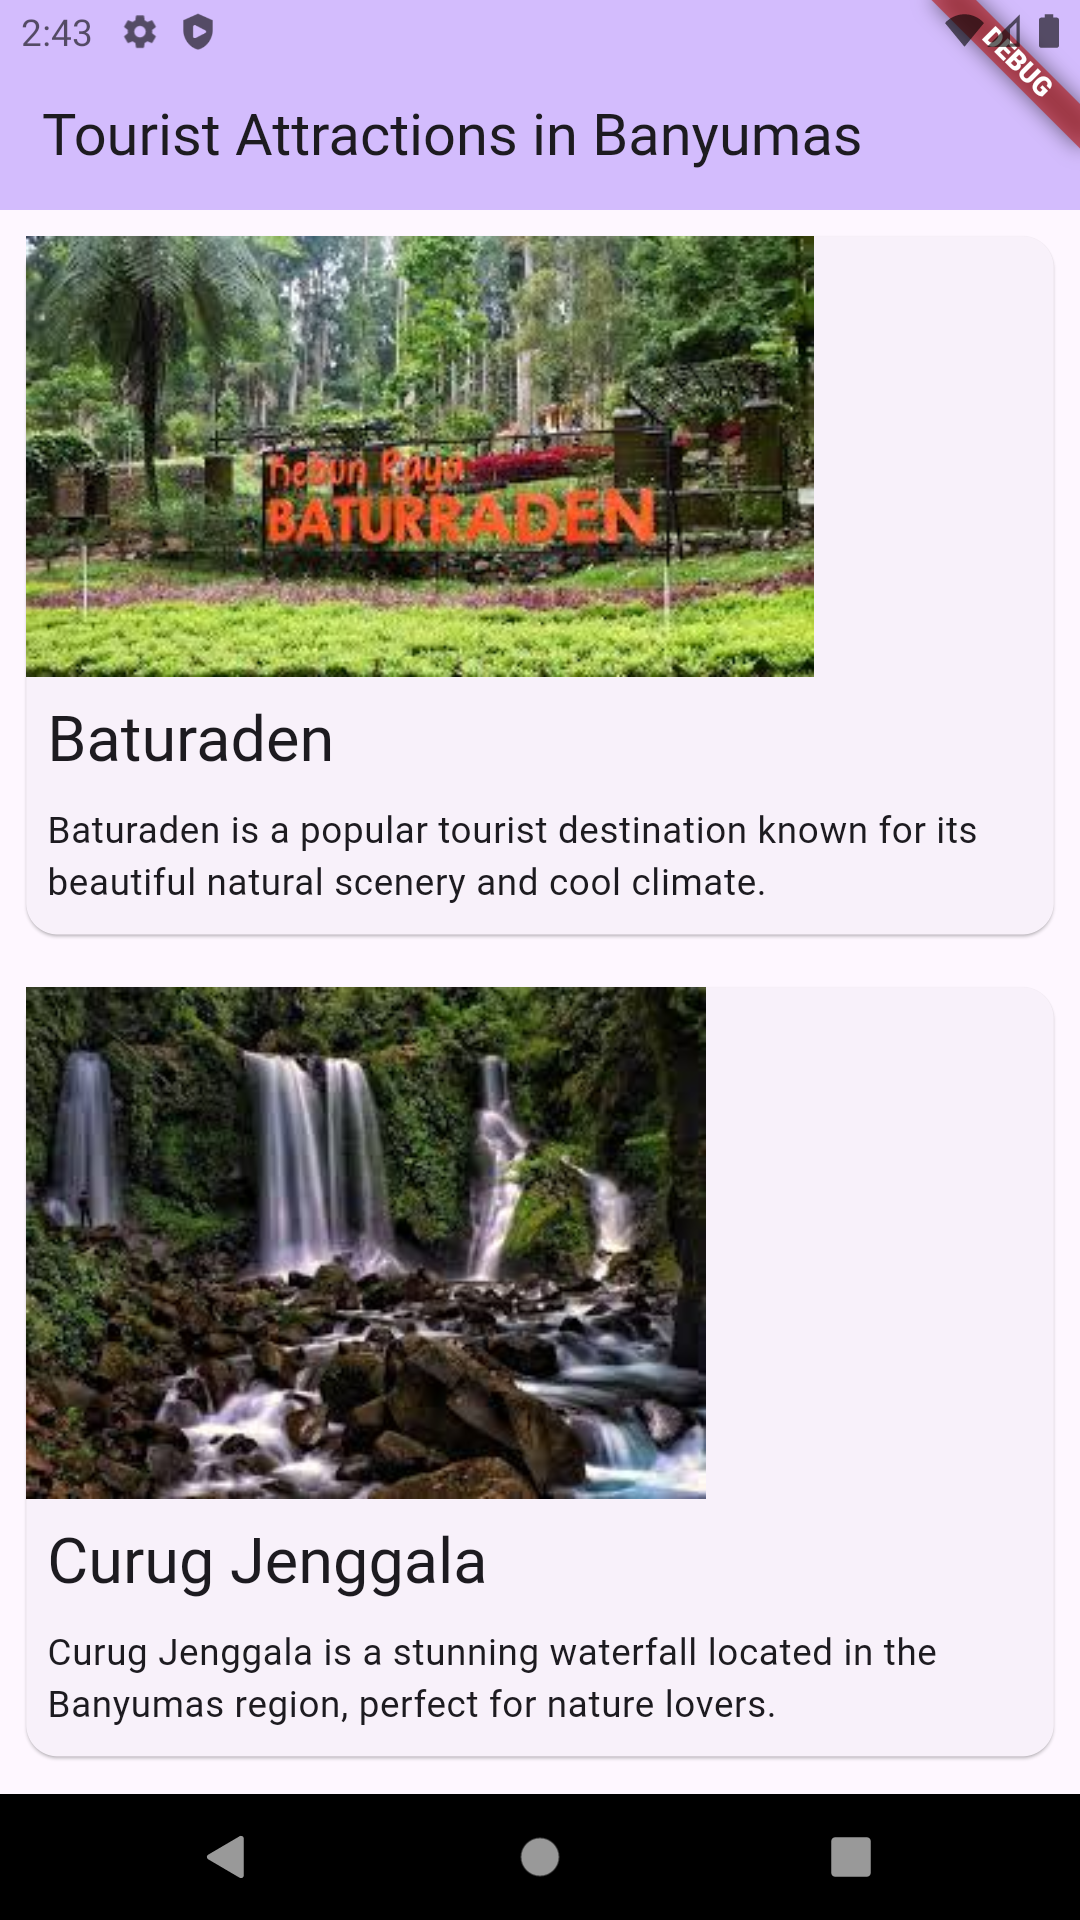 2:43
DEBUG
Tourist Attractions in Banyumas
Kebun Raya
BATURRADEN
Baturaden
Baturaden is a popular tourist destination known for its
beautiful natural scenery and cool climate.
Curug Jenggala
Curug Jenggala is a stunning waterfall located in the
Banyumas region, perfect for nature lovers.